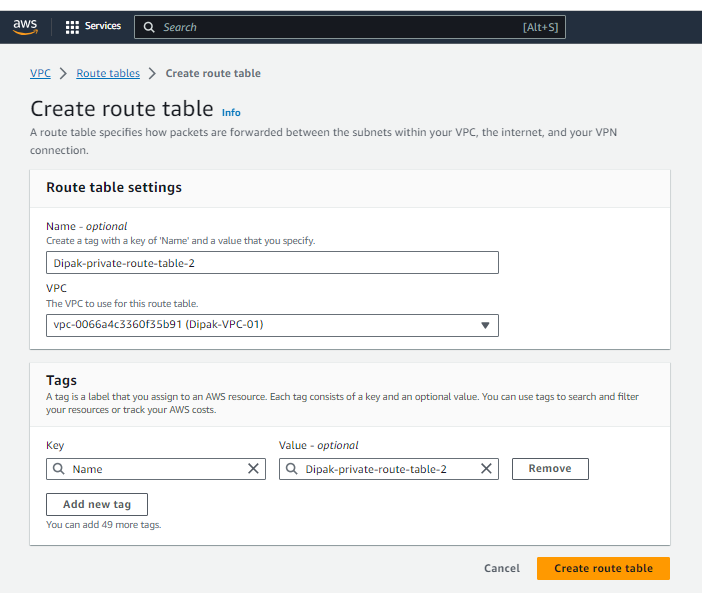 aws Services Search [Alt+S]
VPC > Route tables > Create route table
Create route table Info
A route table specifies how packets are forwarded between the subnets within your VPC, the internet, and your VPN
connection.
Route table settings
Name - optional
Create a tag with a key of 'Name' and a value that you specify.
Dipak-private-route-table-2
VPC
The VPC to use for this route table.
vpc-0066a4c3360f35b91 (Dipak-VPC-01)
Tags
A tag is a label that you assign to an AWS resource. Each tag consists of a key and an optional value. You can use tags to search and filter
your resources or track your AWS costs.
Key Value - optional
Name Dipak-private-route-table-2 Remove
Add new tag
You can add 49 more tags.
Cancel Create route table